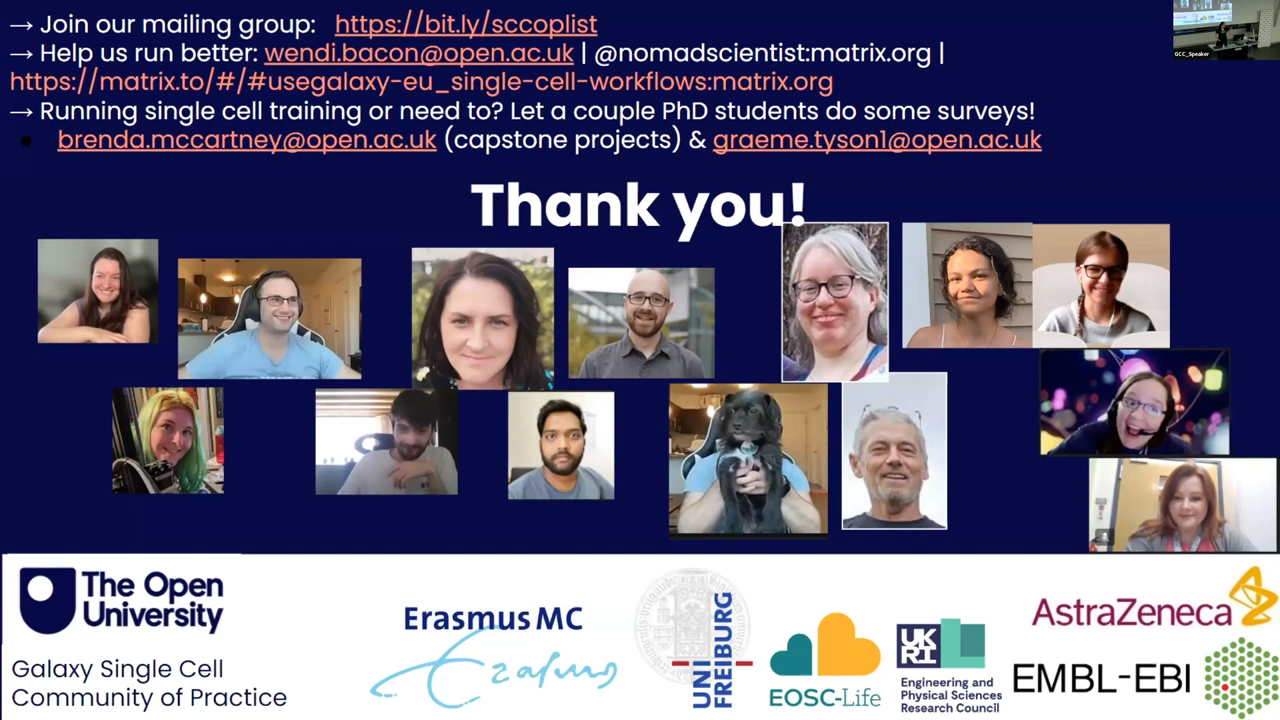 → Join our mailing group: https://bit.ly/sccoplist
→ Help us run better: wendi.bacon@open.ac.uk | @nomadscientist:matrix.org |
https://matrix.to/#/#usegalaxy-eu_single-cell-workflows:matrix.org
→ Running single cell training or need to? Let a couple PhD students do some surveys!
● brenda.mccartney@open.ac.uk (capstone projects) & graeme.tyson1@open.ac.uk
GCC_Speaker
Thank you!
The Open
University
Galaxy Single Cell
Community of Practice
Erasmus MC
Erasmus
UNI
FREIBURG
EOSC-Life
UK
RI
Engineering and
Physical Sciences
Research Council
AstraZeneca
EMBL-EBI